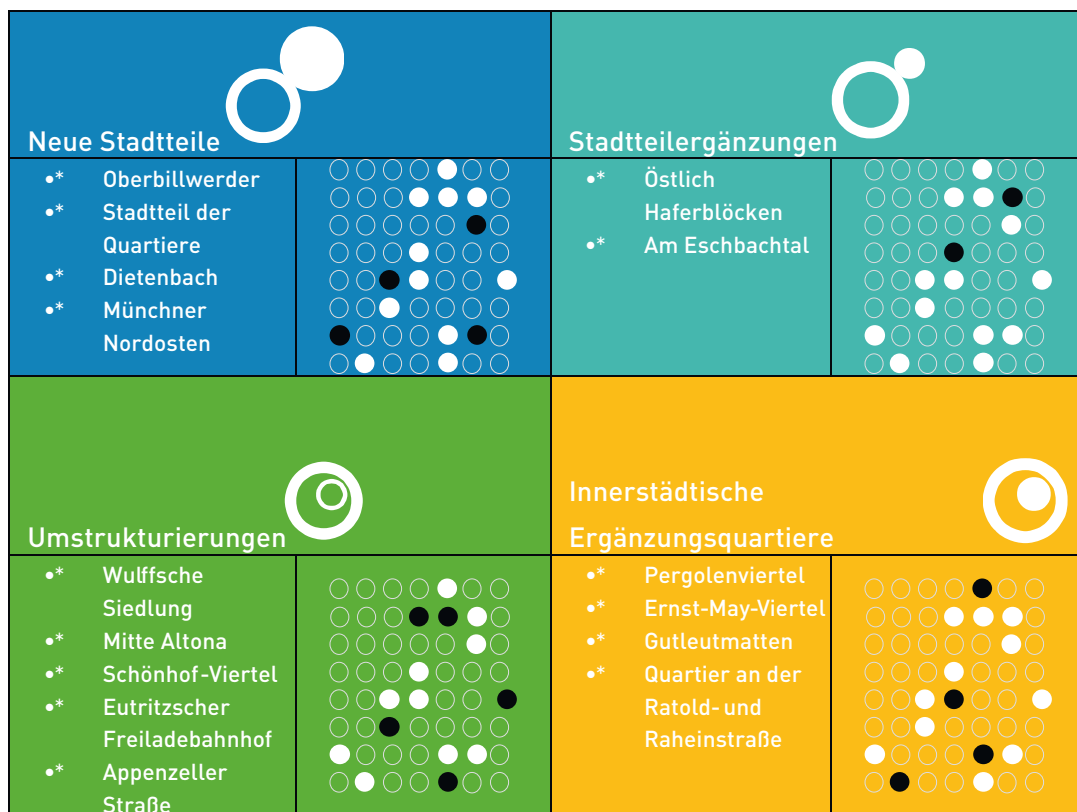 Neue Stadtteile
•* Oberbillwerder
•* Stadtteil der
Quartiere
•* Dietenbach
•* Münchner
Nordosten
Stadtteilergänzungen
•* Östlich
Haferblöcken
•* Am Eschbachtal
Umstrukturierungen
•* Wulffsche
Siedlung
•* Mitte Altona
•* Schönhof-Viertel
•* Eutritzscher
Freiladebahnhof
•* Appenzeller
Straße
Innerstädtische
Ergänzungsquartiere
•* Pergolenviertel
•* Ernst-May-Viertel
•* Gutleutmatten
•* Quartier an der
Ratold- und
Raheinstraße